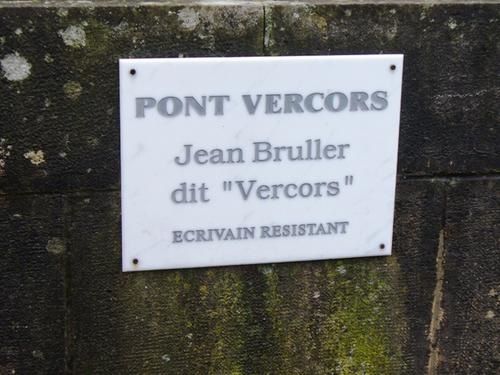 PONT VERCORS
Jean Bruller
dit "Vercors"
ECRIVAIN RESISTANT